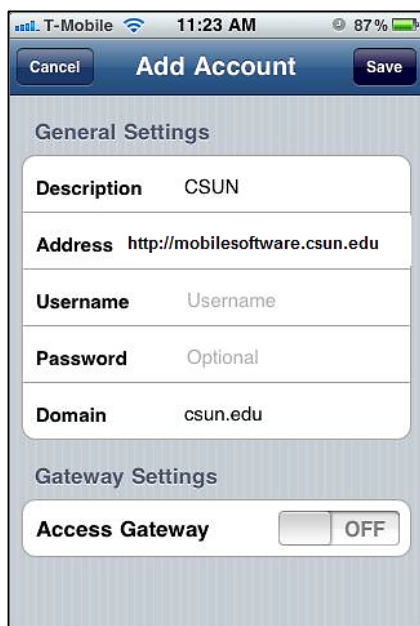 T-Mobile 11:23 AM 87%
Cancel Add Account Save
General Settings
Description CSUN
Address http://mobilesoftware.csun.edu
Username Username
Password Optional
Domain csun.edu
Gateway Settings
Access Gateway OFF